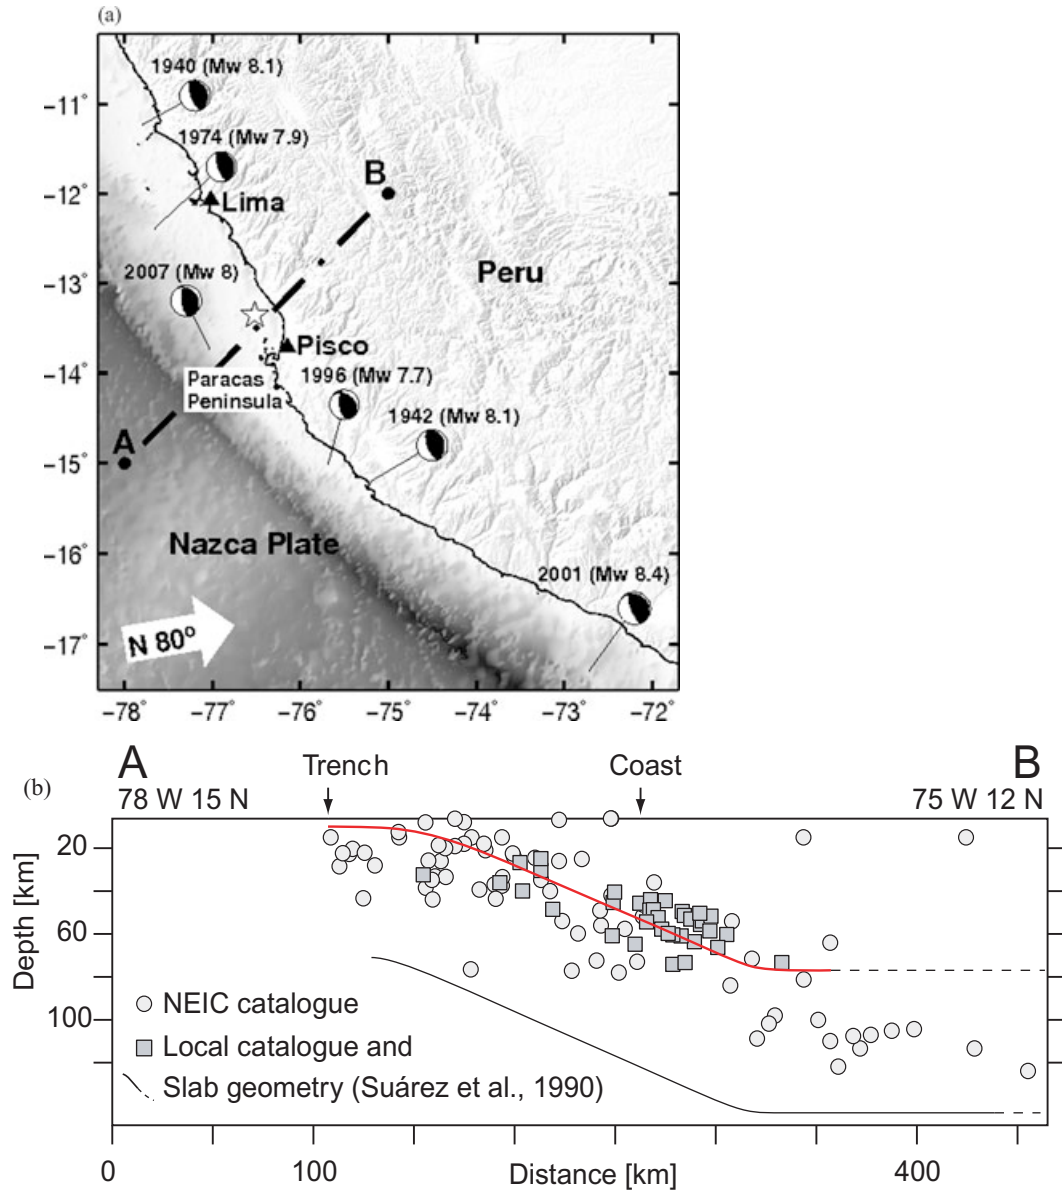 (a)
1940 (Mw 8.1)
−11°
1974 (Mw 7.9)
B
−12°
Lima
2007 (Mw 8)
Peru
−13°
Pisco
−14°
Paracas
Peninsula
1996 (Mw 7.7)
1942 (Mw 8.1)
A
−15°
Nazca Plate
−16°
2001 (Mw 8.4)
N 80°
−17°
−78° −77° −76° −75° −74° −73° −72°
A Trench Coast B
(b)
78 W 15 N 75 W 12 N
20
60
100
Depth [km]
NEIC catalogue
Local catalogue and
Slab geometry (Suárez et al., 1990)
0 100 Distance [km] 400